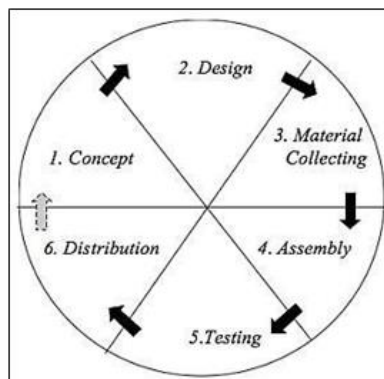 1. Concept
2. Design
3. Material
Collecting
4. Assembly
5.Testing
6. Distribution